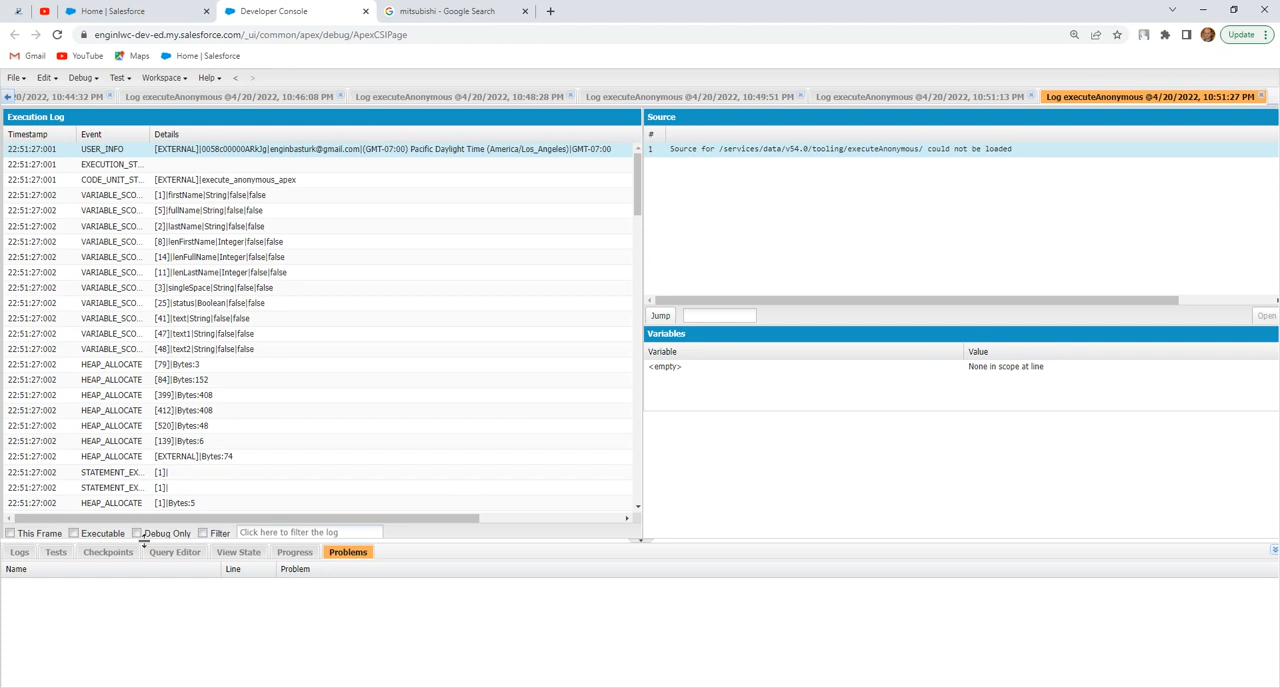 Home | Salesforce
Developer Console
mitsubishi - Google Search
enginlwc-dev-ed.my.salesforce.com/_ui/common/apex/debug/ApexCSIPage
Update
Gmail YouTube Maps Home | Salesforce
File Edit Debug Test Workspace Help < >
0/2022, 10:44:32 PM Log executeAnonymous @4/20/2022, 10:46:08 PM Log executeAnonymous @4/20/2022, 10:48:28 PM Log executeAnonymous @4/20/2022, 10:49:51 PM Log executeAnonymous @4/20/2022, 10:51:13 PM Log executeAnonymous @4/20/2022, 10:51:27 PM
Execution Log
Timestamp Event Details
22:51:27:001 USER_INFO [EXTERNAL]|0058c00000ARkJg|enginbasturk@gmail.com|(GMT-07:00) Pacific Daylight Time (America/Los_Angeles)|GMT-07:00
22:51:27:001 EXECUTION_ST...
22:51:27:001 CODE_UNIT_ST... [EXTERNAL]|execute_anonymous_apex
22:51:27:002 VARIABLE_SCO... [1]|firstName|String|false|false
22:51:27:002 VARIABLE_SCO... [5]|fullName|String|false|false
22:51:27:002 VARIABLE_SCO... [2]|lastName|String|false|false
22:51:27:002 VARIABLE_SCO... [8]|lenFirstName|Integer|false|false
22:51:27:002 VARIABLE_SCO... [14]|lenFullName|Integer|false|false
22:51:27:002 VARIABLE_SCO... [11]|lenLastName|Integer|false|false
22:51:27:002 VARIABLE_SCO... [3]|singleSpace|String|false|false
22:51:27:002 VARIABLE_SCO... [25]|status|Boolean|false|false
22:51:27:002 VARIABLE_SCO... [41]|text|String|false|false
22:51:27:002 VARIABLE_SCO... [47]|text1|String|false|false
22:51:27:002 VARIABLE_SCO... [48]|text2|String|false|false
22:51:27:002 HEAP_ALLOCATE [79]|Bytes:3
22:51:27:002 HEAP_ALLOCATE [84]|Bytes:152
22:51:27:002 HEAP_ALLOCATE [399]|Bytes:408
22:51:27:002 HEAP_ALLOCATE [412]|Bytes:408
22:51:27:002 HEAP_ALLOCATE [520]|Bytes:48
22:51:27:002 HEAP_ALLOCATE [139]|Bytes:6
22:51:27:002 HEAP_ALLOCATE [EXTERNAL]|Bytes:74
22:51:27:002 STATEMENT_EX... [1]|
22:51:27:002 STATEMENT_EX... [1]|
22:51:27:002 HEAP_ALLOCATE [1]|Bytes:5
This Frame Executable Debug Only Filter Click here to filter the log
Source
#
1 Source for /services/data/v54.0/tooling/executeAnonymous/ could not be loaded
Jump Open
Variables
Variable Value
<empty> None in scope at line
Logs Tests Checkpoints Query Editor View State Progress Problems
Name Line Problem